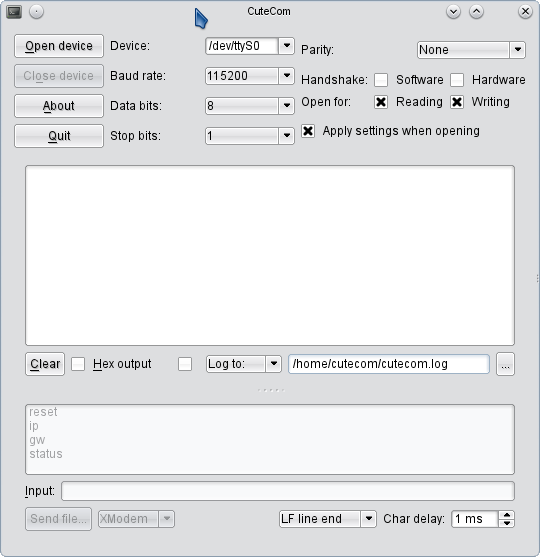 CuteCom
Open device Device: /dev/ttyS0 Parity: None
Close device Baud rate: 115200 Handshake: Software Hardware
About Data bits: 8 Open for: Reading Writing
Quit Stop bits: 1 Apply settings when opening
Clear Hex output Log to: /home/cutecom/cutecom.log ...
reset
ip
gw
status
Input:
Send file... XModem LF line end Char delay: 1 ms